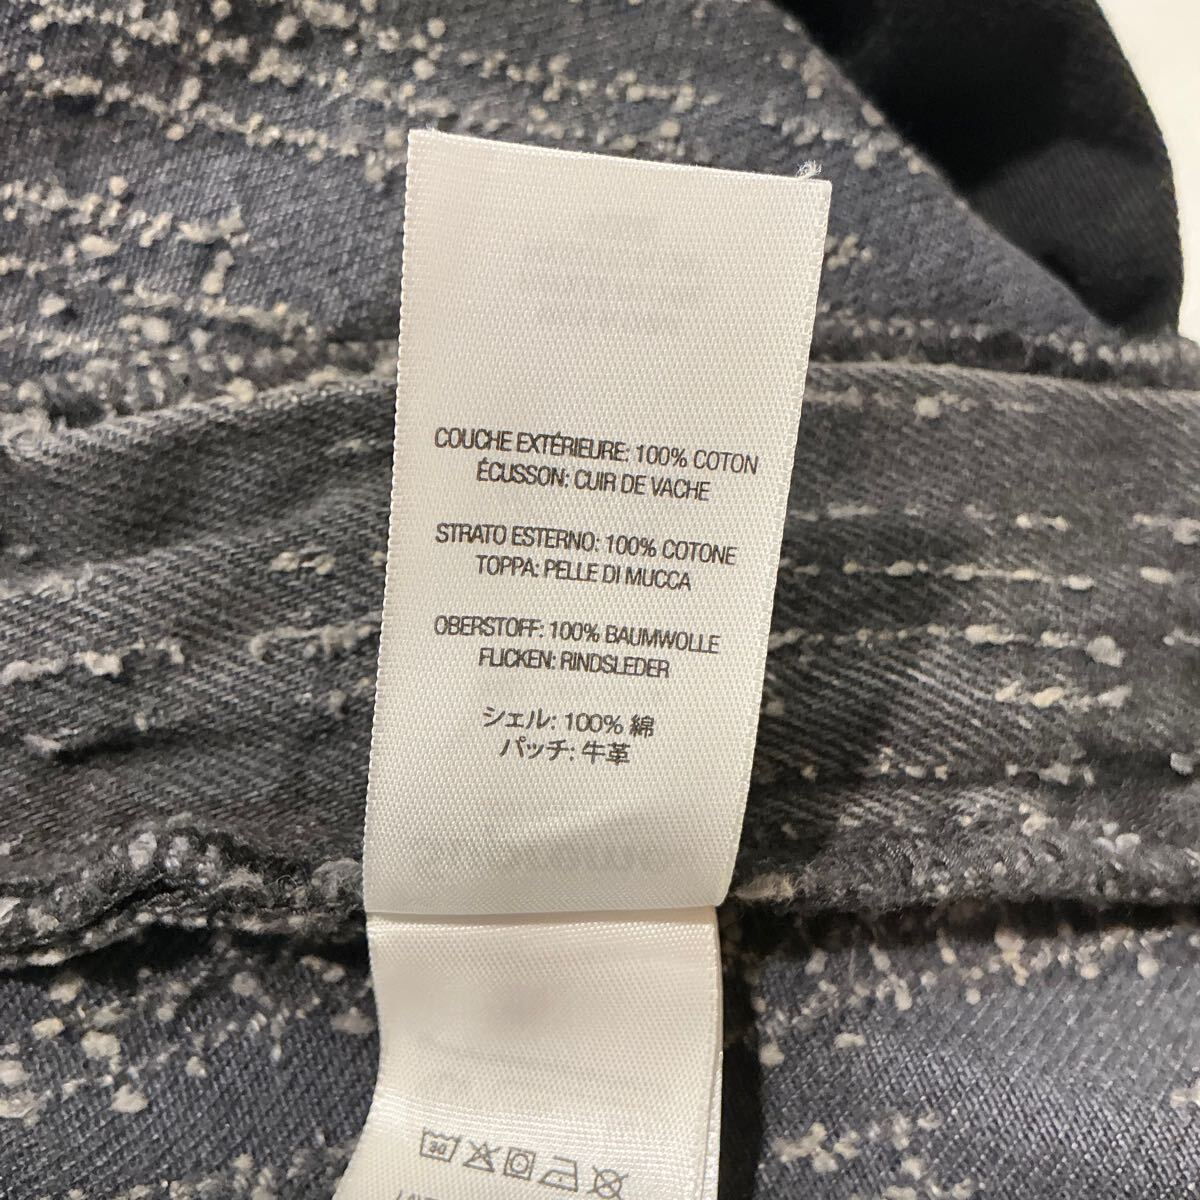 COUCHE EXTÉRIEURE: 100% COTON
ÉCUSSON: CUIR DE VACHE
STRATO ESTERNO: 100% COTONE
TOPPA: PELLE DI MUCCA
OBERSTOFF: 100% BAUMWOLLE
FLICKEN: RINDSLEDER
シェル: 100% 綿
パッチ: 牛革
30